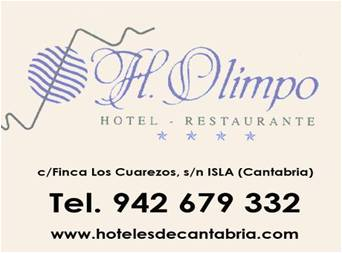 H. Olimpo
HOTEL - RESTAURANTE
★ ★ ★ ★
c/Finca Los Cuarezos, s/n ISLA (Cantabria)
Tel. 942 679 332
www.hotelesdecantabria.com